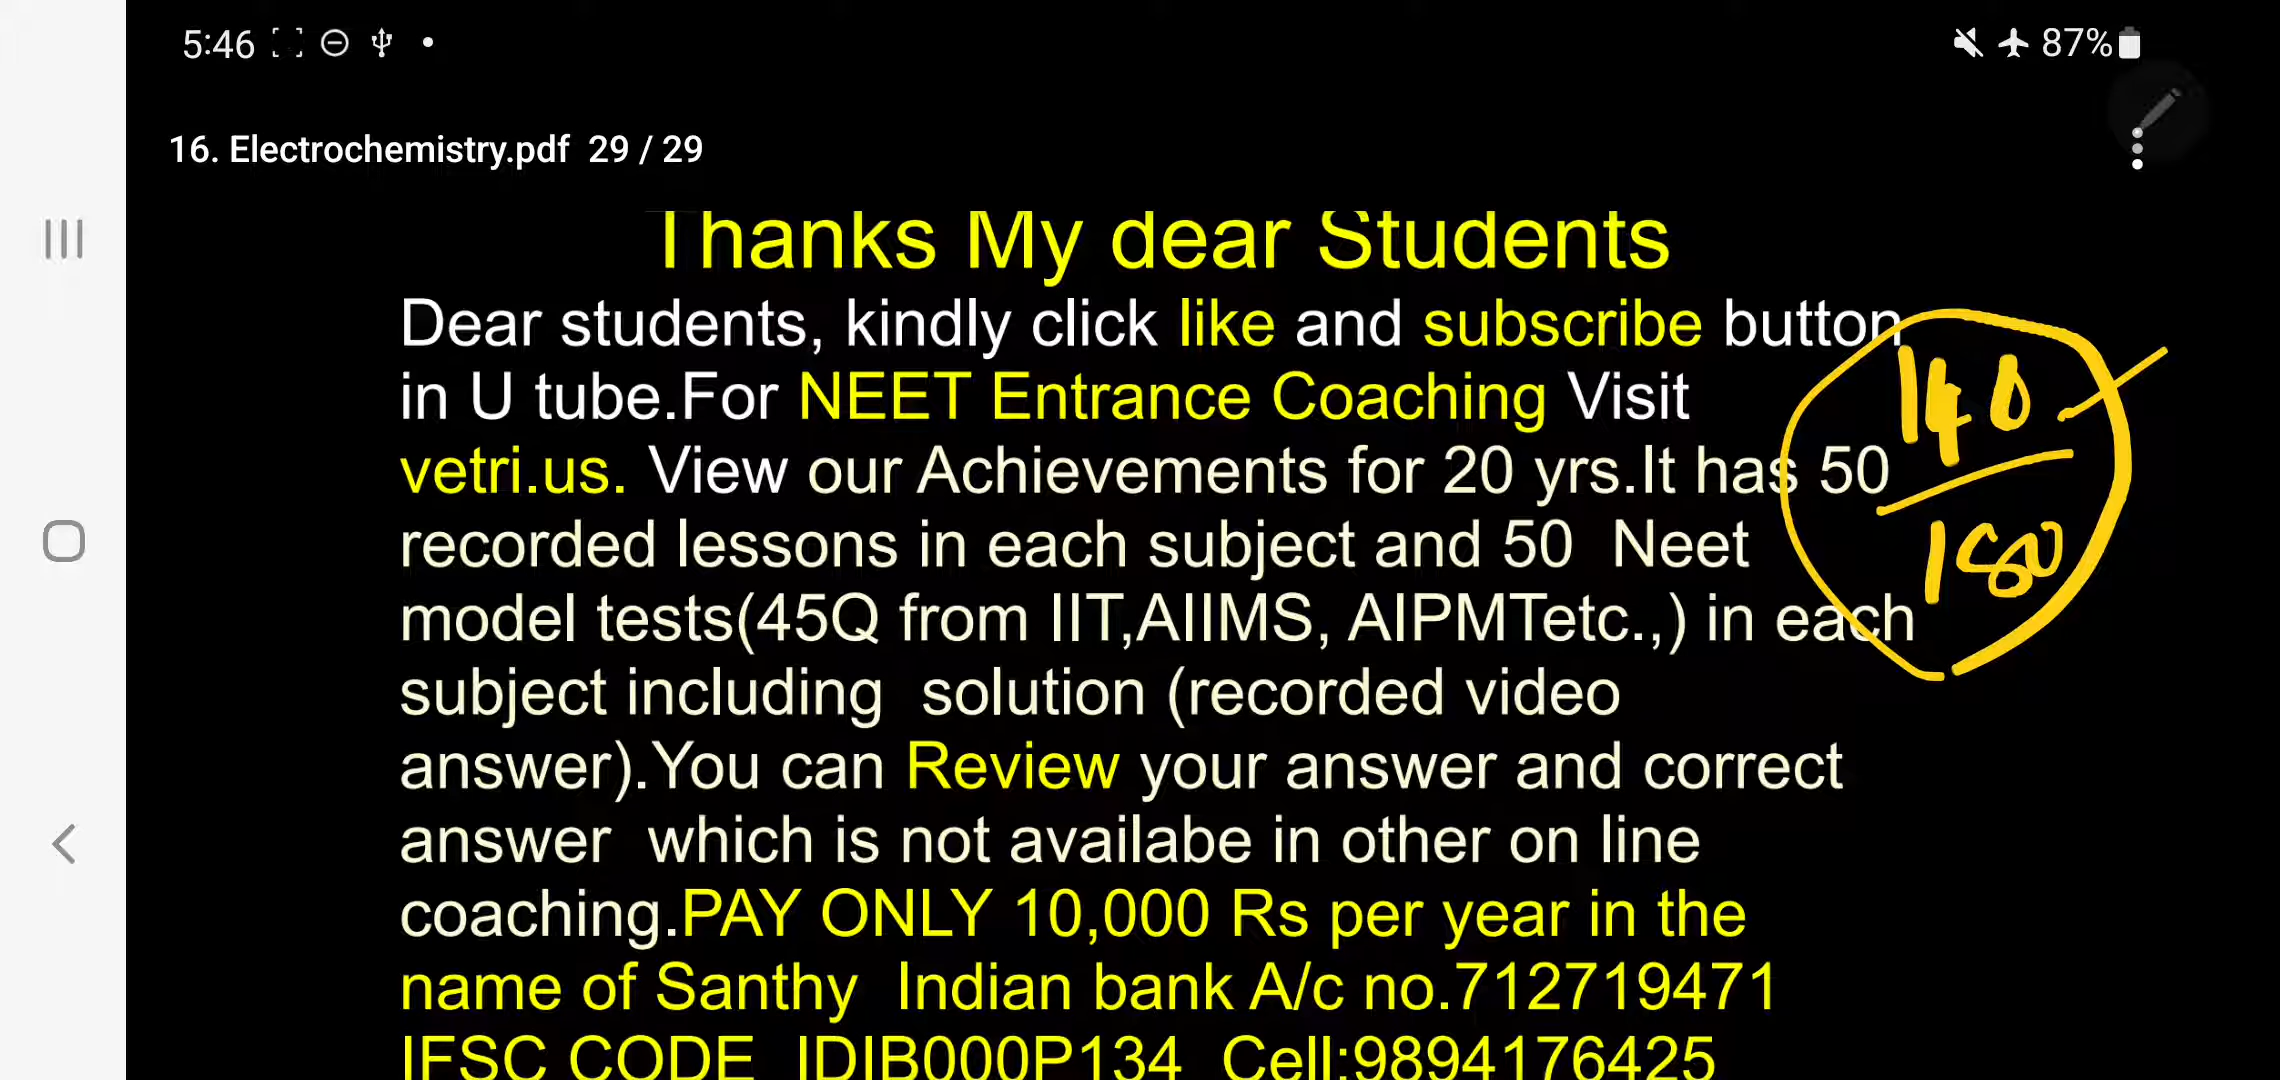 5:46
87%
16. Electrochemistry.pdf 29 / 29
Thanks My dear Students
Dear students, kindly click like and subscribe button
in U tube.For NEET Entrance Coaching Visit
vetri.us. View our Achievements for 20 yrs.It has 50
recorded lessons in each subject and 50 Neet
model tests(45Q from IIT,AIIMS, AIPMTetc.,) in each
subject including solution (recorded video
answer).You can Review your answer and correct
answer which is not availabe in other on line
coaching.PAY ONLY 10,000 Rs per year in the
name of Santhy Indian bank A/c no.712719471
IFSC CODE IDIB000P134 Cell:9894176425
140
180